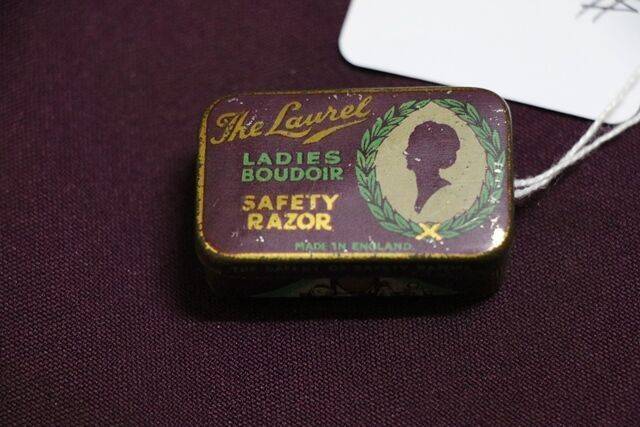 The Laurel
LADIES
BOUDOIR
SAFETY
RAZOR
MADE IN ENGLAND.